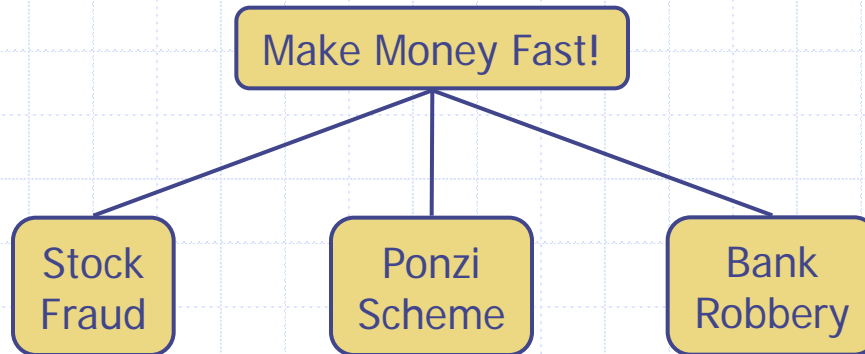 Make Money Fast!
Stock
Fraud
Ponzi
Scheme
Bank
Robbery